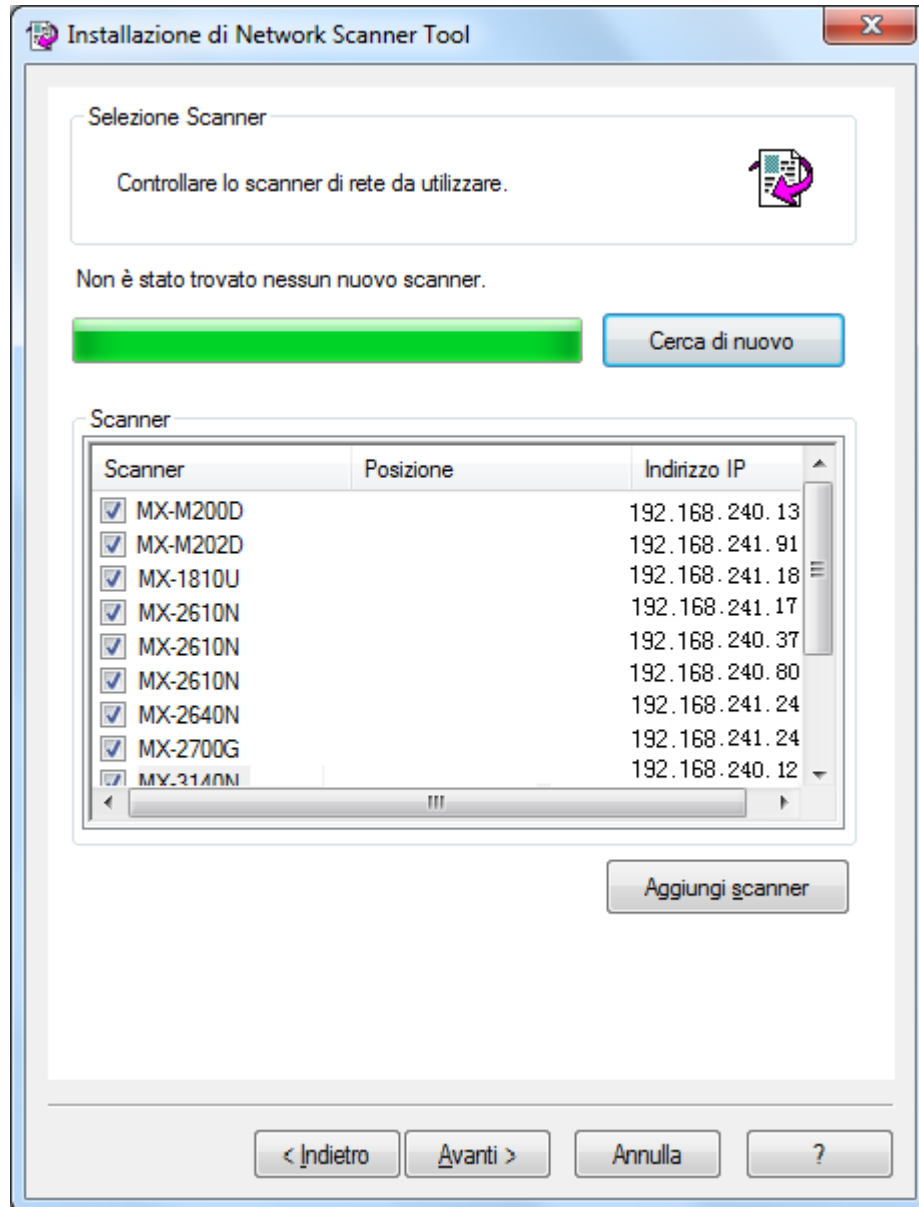 Installazione di Network Scanner Tool
Selezione Scanner
Controllare lo scanner di rete da utilizzare.
Non è stato trovato nessun nuovo scanner.
Cerca di nuovo
Scanner
Scanner Posizione Indirizzo IP
MX-M200D 192.168.240.13
MX-M202D 192.168.241.91
MX-1810U 192.168.241.18
MX-2610N 192.168.241.17
MX-2610N 192.168.240.37
MX-2610N 192.168.240.80
MX-2640N 192.168.241.24
MX-2700G 192.168.241.24
MX-3140N 192.168.240.12
Aggiungi scanner
< Indietro Avanti > Annulla ?